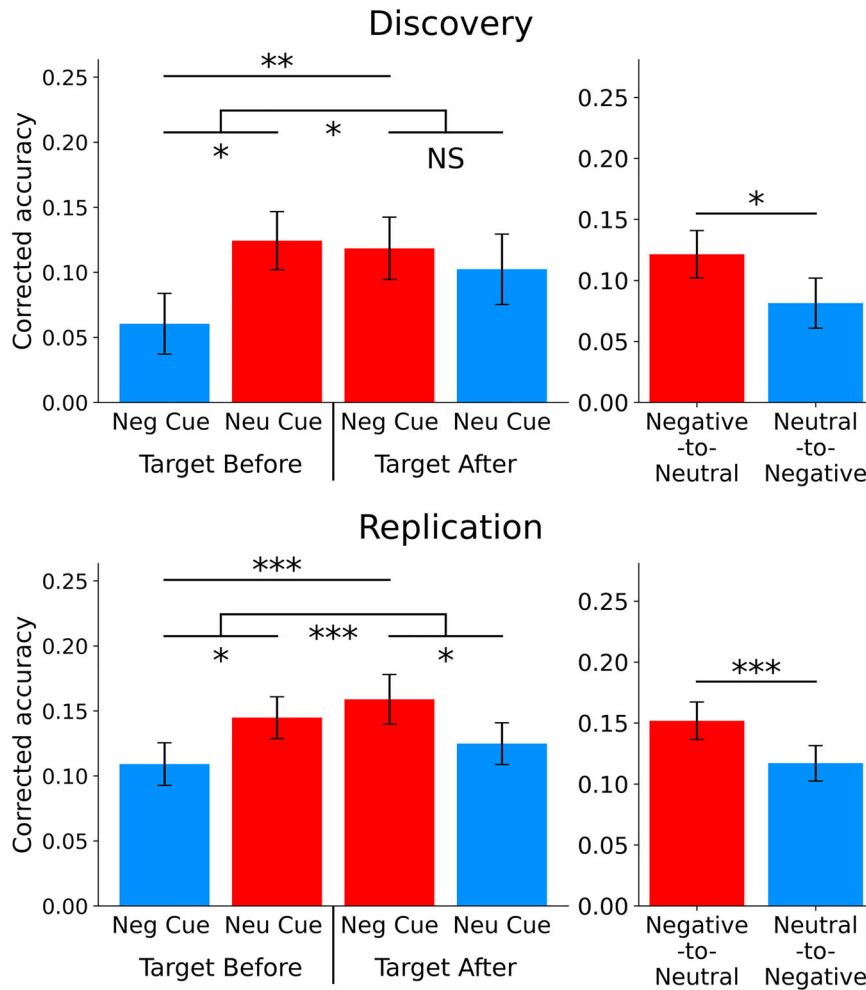 Discovery
Corrected accuracy
0.25
0.20
0.15
0.10
0.05
0.00
**
*
*
NS
Neg Cue Neu Cue Neg Cue Neu Cue
Target Before Target After
0.25
0.20
0.15
0.10
0.05
0.00
*
Negative Neutral
-to- -to-
Neutral Negative
Replication
Corrected accuracy
0.25
0.20
0.15
0.10
0.05
0.00
***
***
* *
Neg Cue Neu Cue Neg Cue Neu Cue
Target Before Target After
0.25
0.20
0.15
0.10
0.05
0.00
***
Negative Neutral
-to- -to-
Neutral Negative